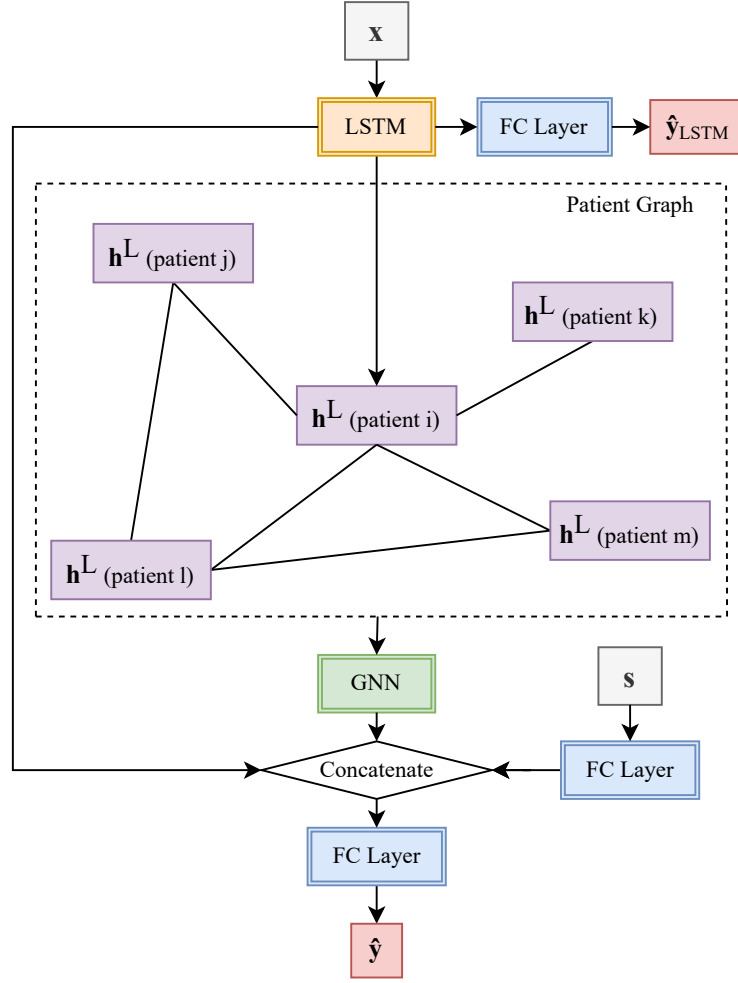 x
LSTM
FC Layer
ŷLSTM
Patient Graph
hL (patient j)
hL (patient k)
hL (patient i)
hL (patient m)
hL (patient l)
GNN
s
Concatenate
FC Layer
FC Layer
ŷ